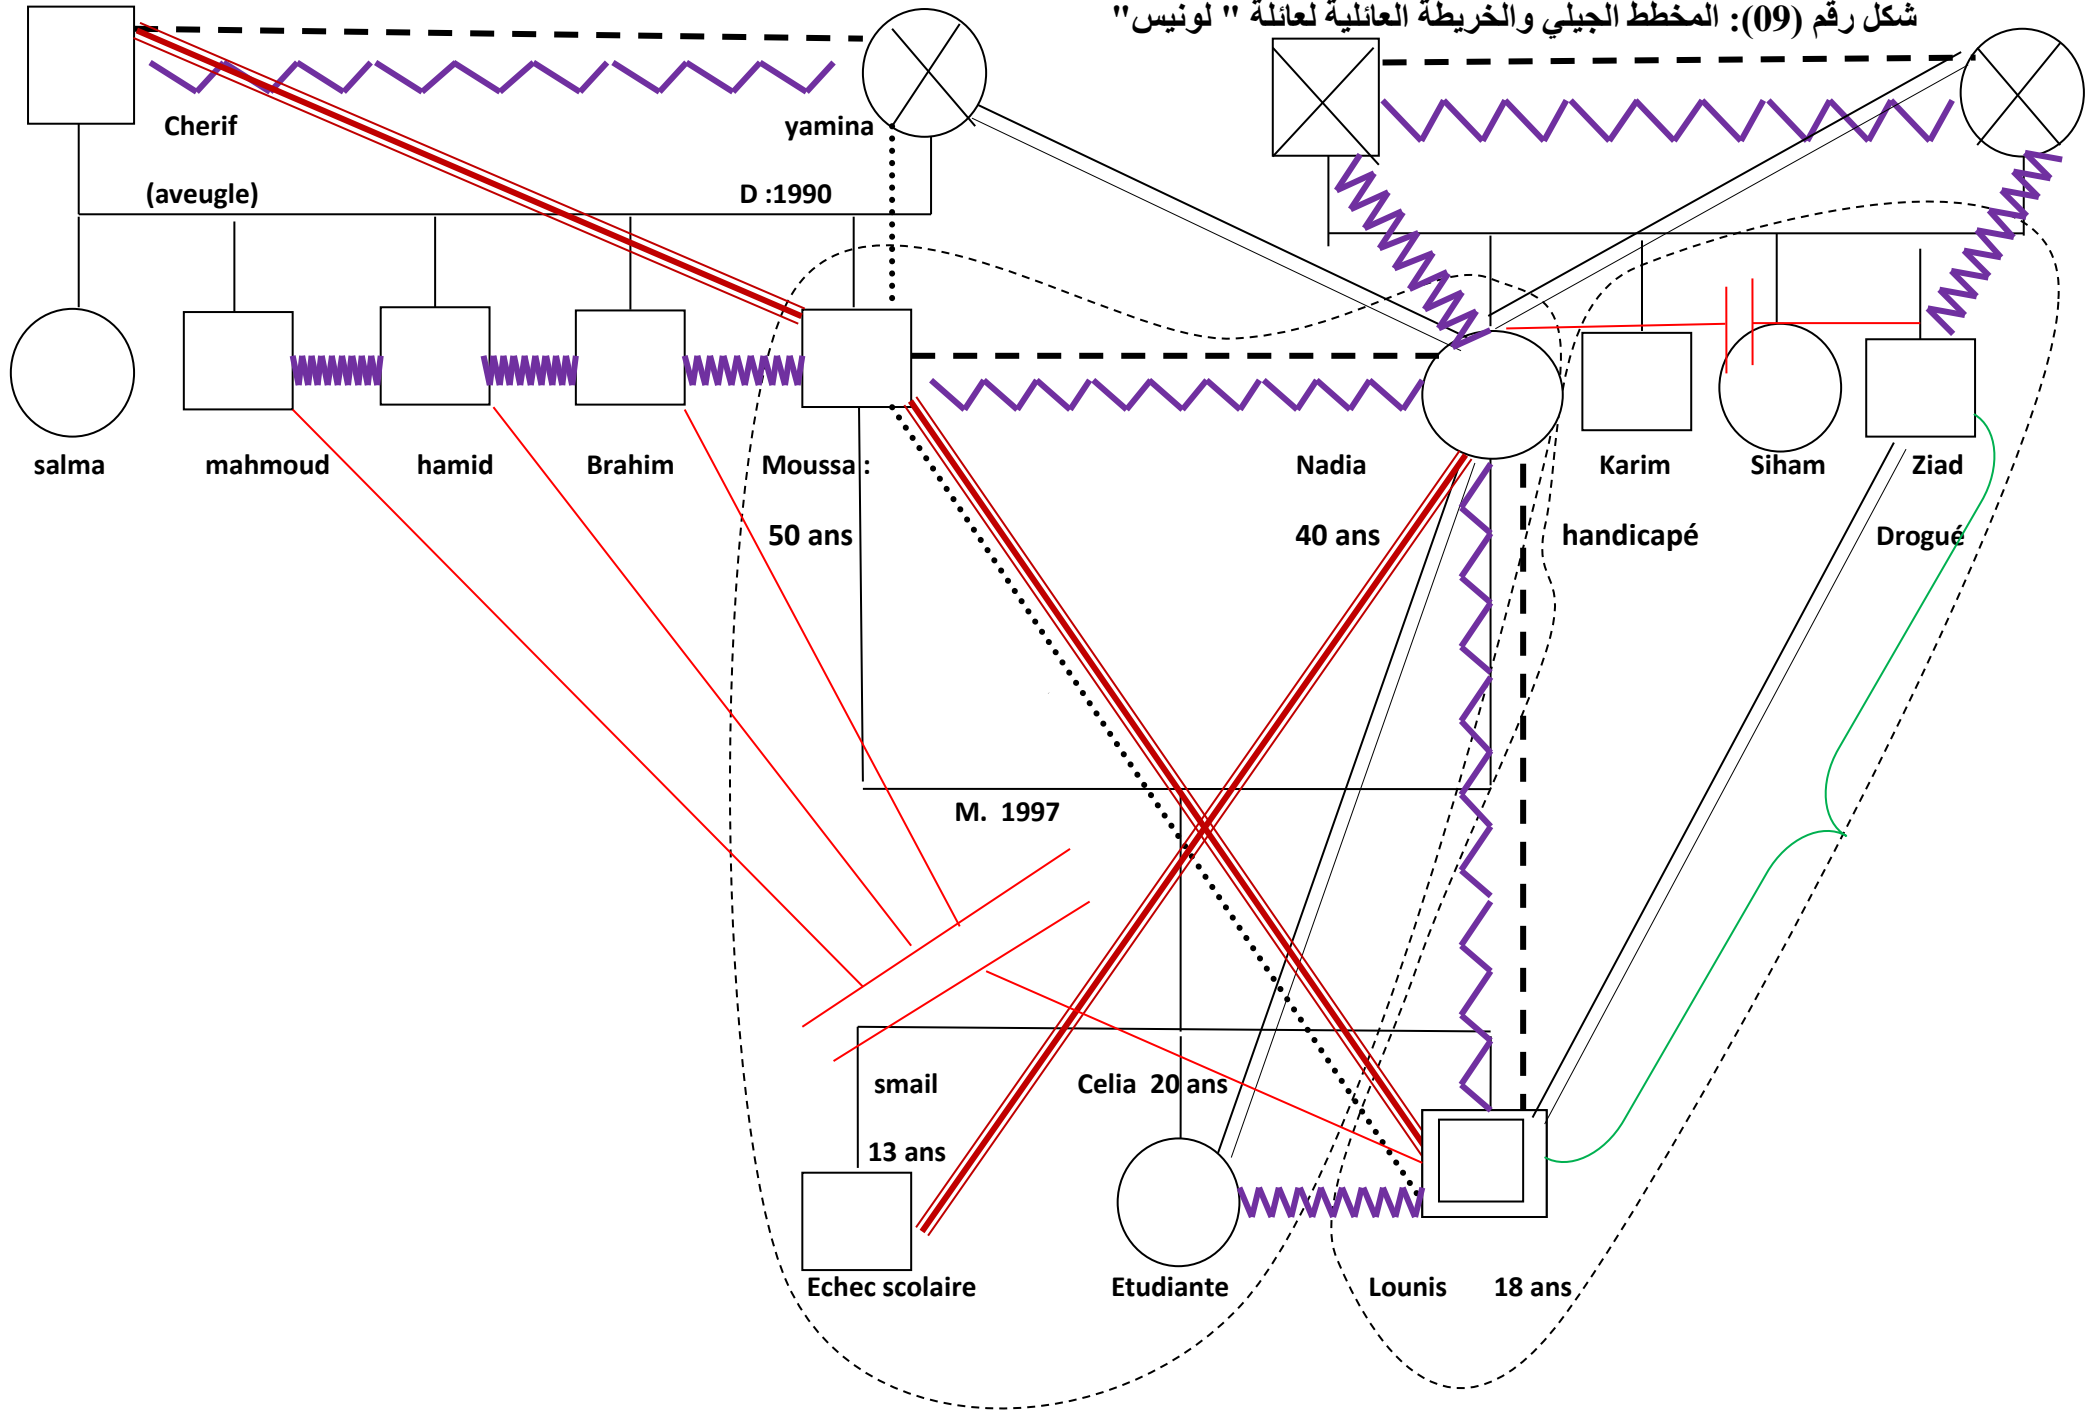 شكل رقم (09): المخطط الجيلي والخريطة العائلية لعائلة " لونيس"
Cherif
yamina
(aveugle)
D :1990
salma
mahmoud
hamid
Brahim
Moussa :
Nadia
Karim
Siham
Ziad
50 ans
40 ans
handicapé
Drogué
M. 1997
smail
Celia 20 ans
13 ans
Echec scolaire
Etudiante
Lounis 18 ans